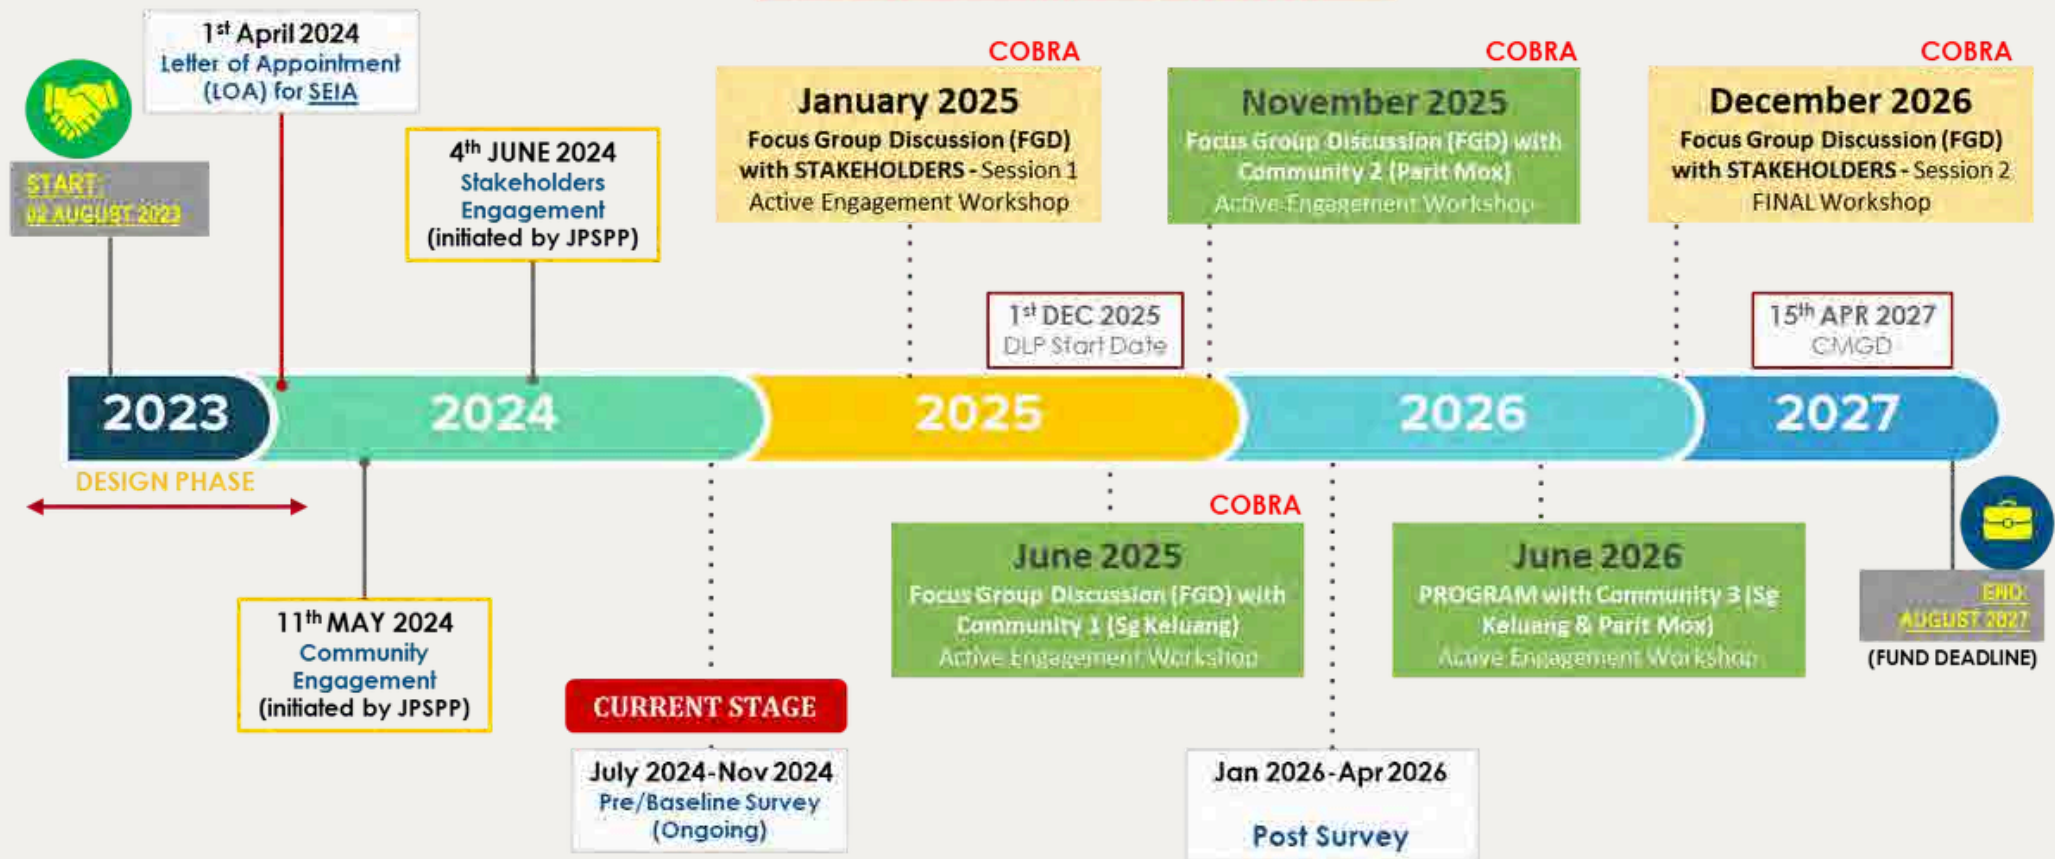 1st April 2024
Letter of Appointment
(LOA) for SEIA
START:
02 AUGUST 2023
4th JUNE 2024
Stakeholders
Engagement
(initiated by JPSPP)
COBRA
January 2025
Focus Group Discussion (FGD)
with STAKEHOLDERS - Session 1
Active Engagement Workshop
COBRA
November 2025
Focus Group Discussion (FGD) with
Community 2 (Parit Mox)
Active Engagement Workshop
COBRA
December 2026
Focus Group Discussion (FGD)
with STAKEHOLDERS - Session 2
FINAL Workshop
1st DEC 2025
DLP Start Date
15th APR 2027
CMGD
2023
2024
2025
2026
2027
DESIGN PHASE
11th MAY 2024
Community
Engagement
(initiated by JPSPP)
CURRENT STAGE
July 2024-Nov 2024
Pre/Baseline Survey
(Ongoing)
COBRA
June 2025
Focus Group Discussion (FGD) with
Community 1 (Sg Keluang)
Active Engagement Workshop
Jan 2026-Apr 2026
Post Survey
June 2026
PROGRAM with Community 3 (Sg
Keluang & Parit Mox)
Active Engagement Workshop
END:
AUGUST 2027
(FUND DEADLINE)